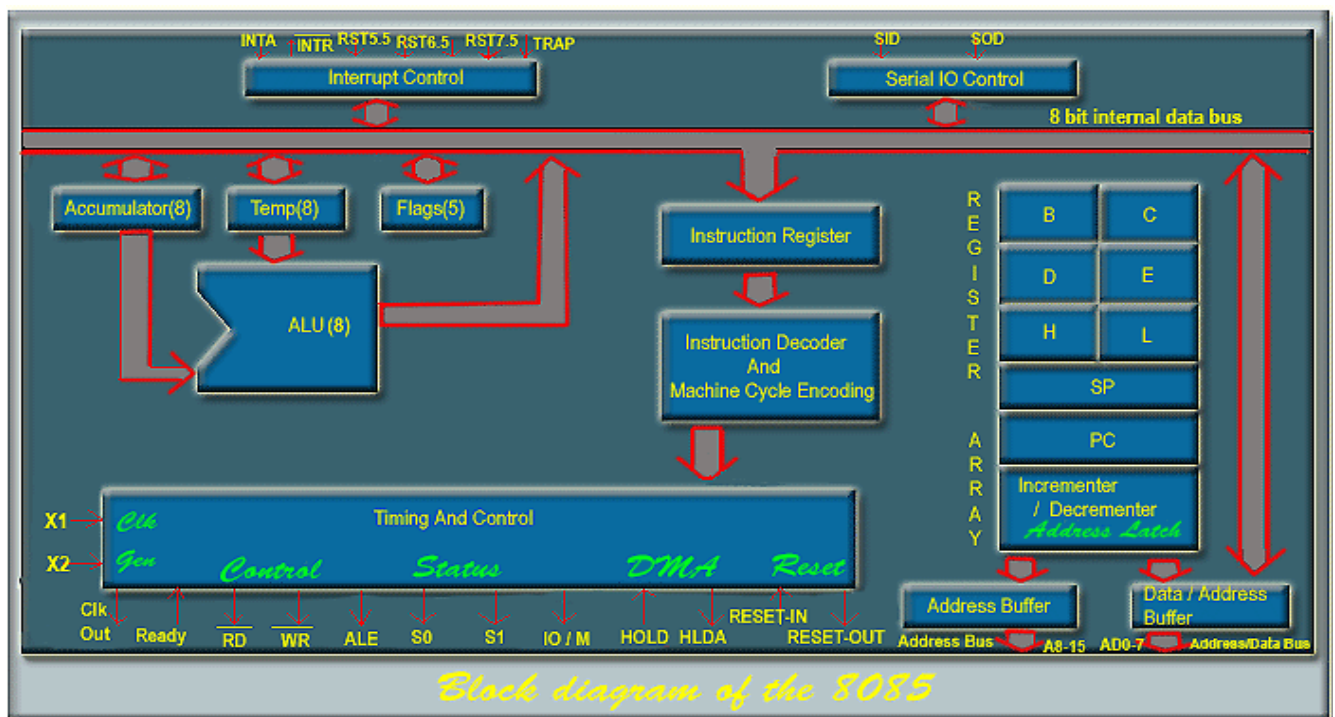 INTA INTR RST5.5 RST6.5 RST7.5 TRAP
SID SOD
Interrupt Control
Serial IO Control
8 bit internal data bus
Accumulator(8)
Temp(8)
Flags(5)
ALU (8)
Instruction Register
Instruction Decoder
And
Machine Cycle Encoding
REGISTER
ARRAY
B C
D E
H L
SP
PC
Incrementer
/ Decrementer
Address Latch
X1
X2
Clk
Gen
Timing And Control
Control
Status
DMA
Reset
Clk
Out
Ready
RD
WR
ALE
S0
S1
IO / M
HOLD
HLDA
RESET-IN
RESET-OUT
Address Buffer
Data / Address
Buffer
Address Bus
A8-15
AD0-7
Address/Data Bus
Block diagram of the 8085